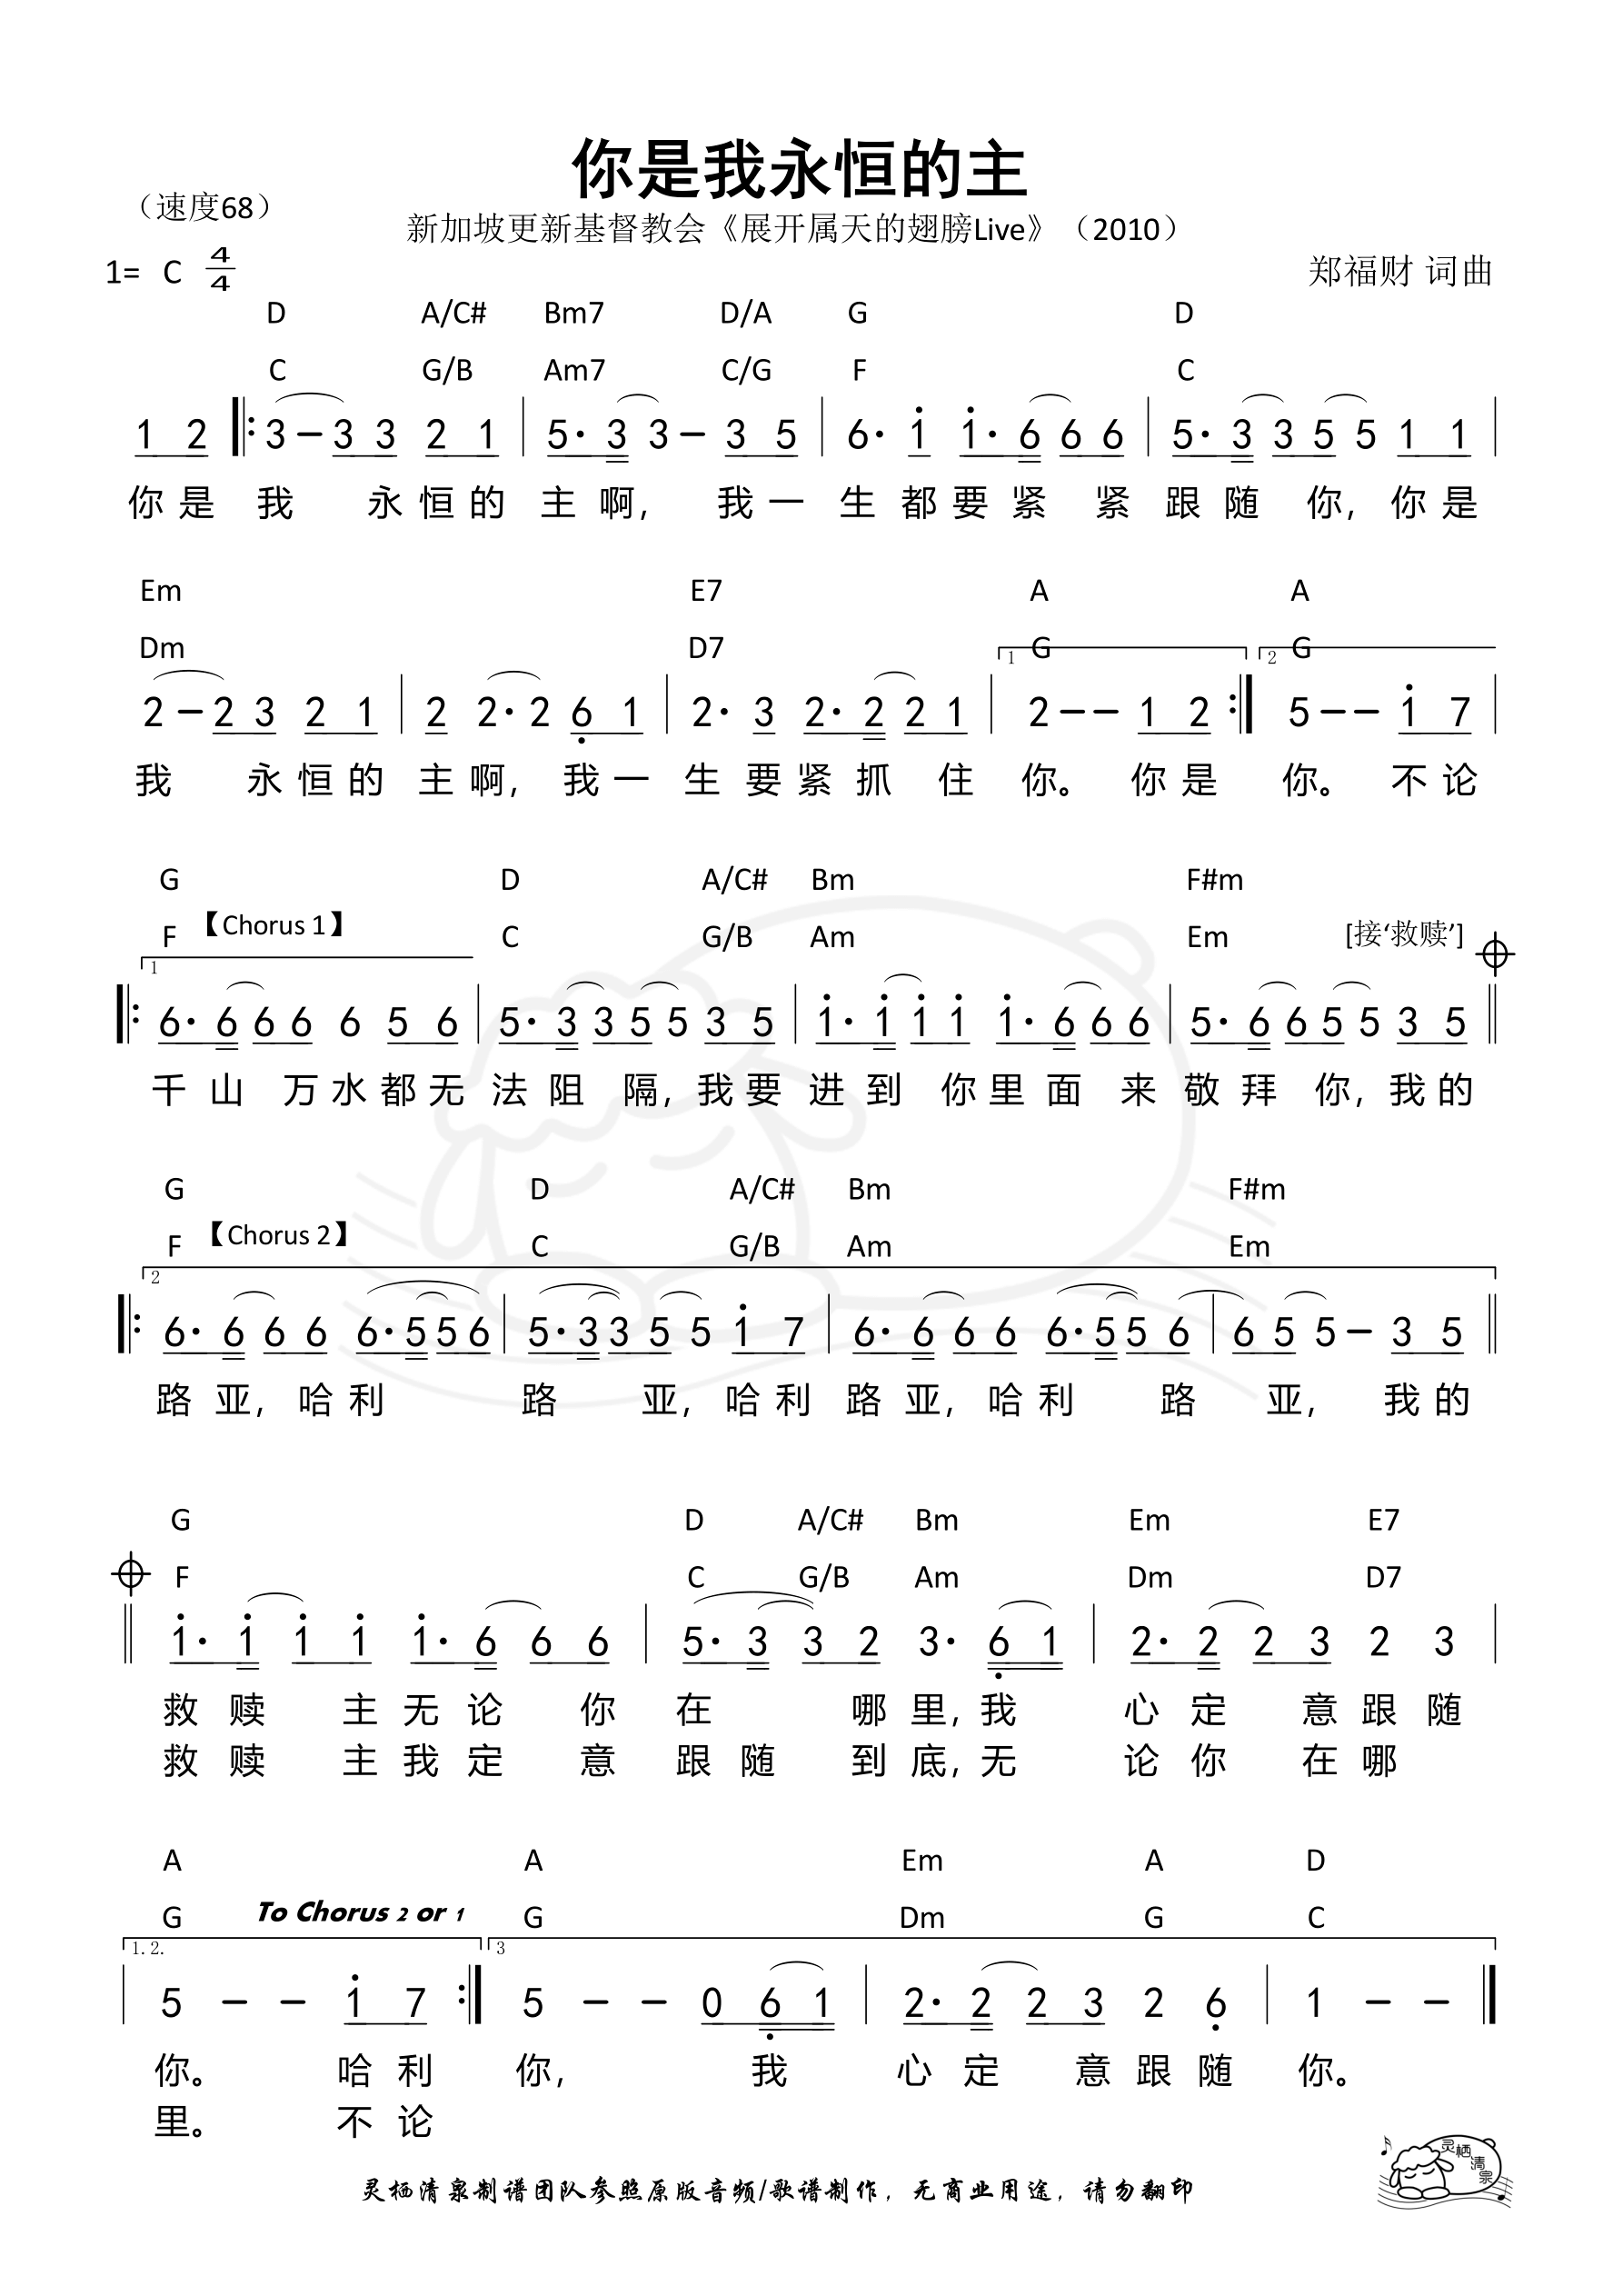 你是我永恒的主
（速度68）
新加坡更新基督教会《展开属天的翅膀Live》（2010）
1= C 4/4
郑福财 词曲
D A/C# Bm7 D/A G D
C G/B Am7 C/G F C
1 2 3 – 3 3 2 1 5· 3 3 – 3 5 6· 1 1· 6 6 6 5· 3 3 5 5 1 1
你是 我 永恒的 主啊， 我一 生都要紧 紧 跟随 你，你是
Em E7 A A
Dm D7 G G
1 2
2 – 2 3 2 1 2 2· 2 6 1 2· 3 2· 2 2 1 2 – – 1 2 5 – – 1 7
我 永恒的 主啊， 我一 生要紧抓 住 你。 你是 你。 不论
G D A/C# Bm F#m
F 【Chorus 1】 C G/B Am Em [接‘救赎’]
1
6· 6 6 6 6 5 6 5· 3 3 5 5 3 5 1· 1 1 1 1· 6 6 6 5· 6 6 5 5 3 5
千山 万水都无 法阻 隔，我要 进到 你里面 来 敬拜 你，我的
G D A/C# Bm F#m
F 【Chorus 2】 C G/B Am Em
2
6· 6 6 6 6· 5 5 6 5· 3 3 5 5 1 7 6· 6 6 6 6· 5 5 6 6 5 5 – 3 5
路亚，哈利 路 亚，哈利 路亚，哈利 路 亚， 我的
G D A/C# Bm Em E7
F C G/B Am Dm D7
1· 1 1 1 1· 6 6 6 5· 3 3 2 3· 6 1 2· 2 2 3 2 3
救赎 主无论 你 在 哪里，我 心定 意跟随
救赎 主我定 意 跟随 到底，无 论你 在哪
A A Em A D
G To Chorus 2 or 1 G Dm G C
1. 2. 3
5 – – 1 7 5 – – 0 6 1 2· 2 2 3 2 6 1 – –
你。 哈利 你， 我 心定 意跟随 你。
里。 不论
灵栖清泉
灵栖清泉制谱团队参照原版音频/歌谱制作，无商业用途，请勿翻印